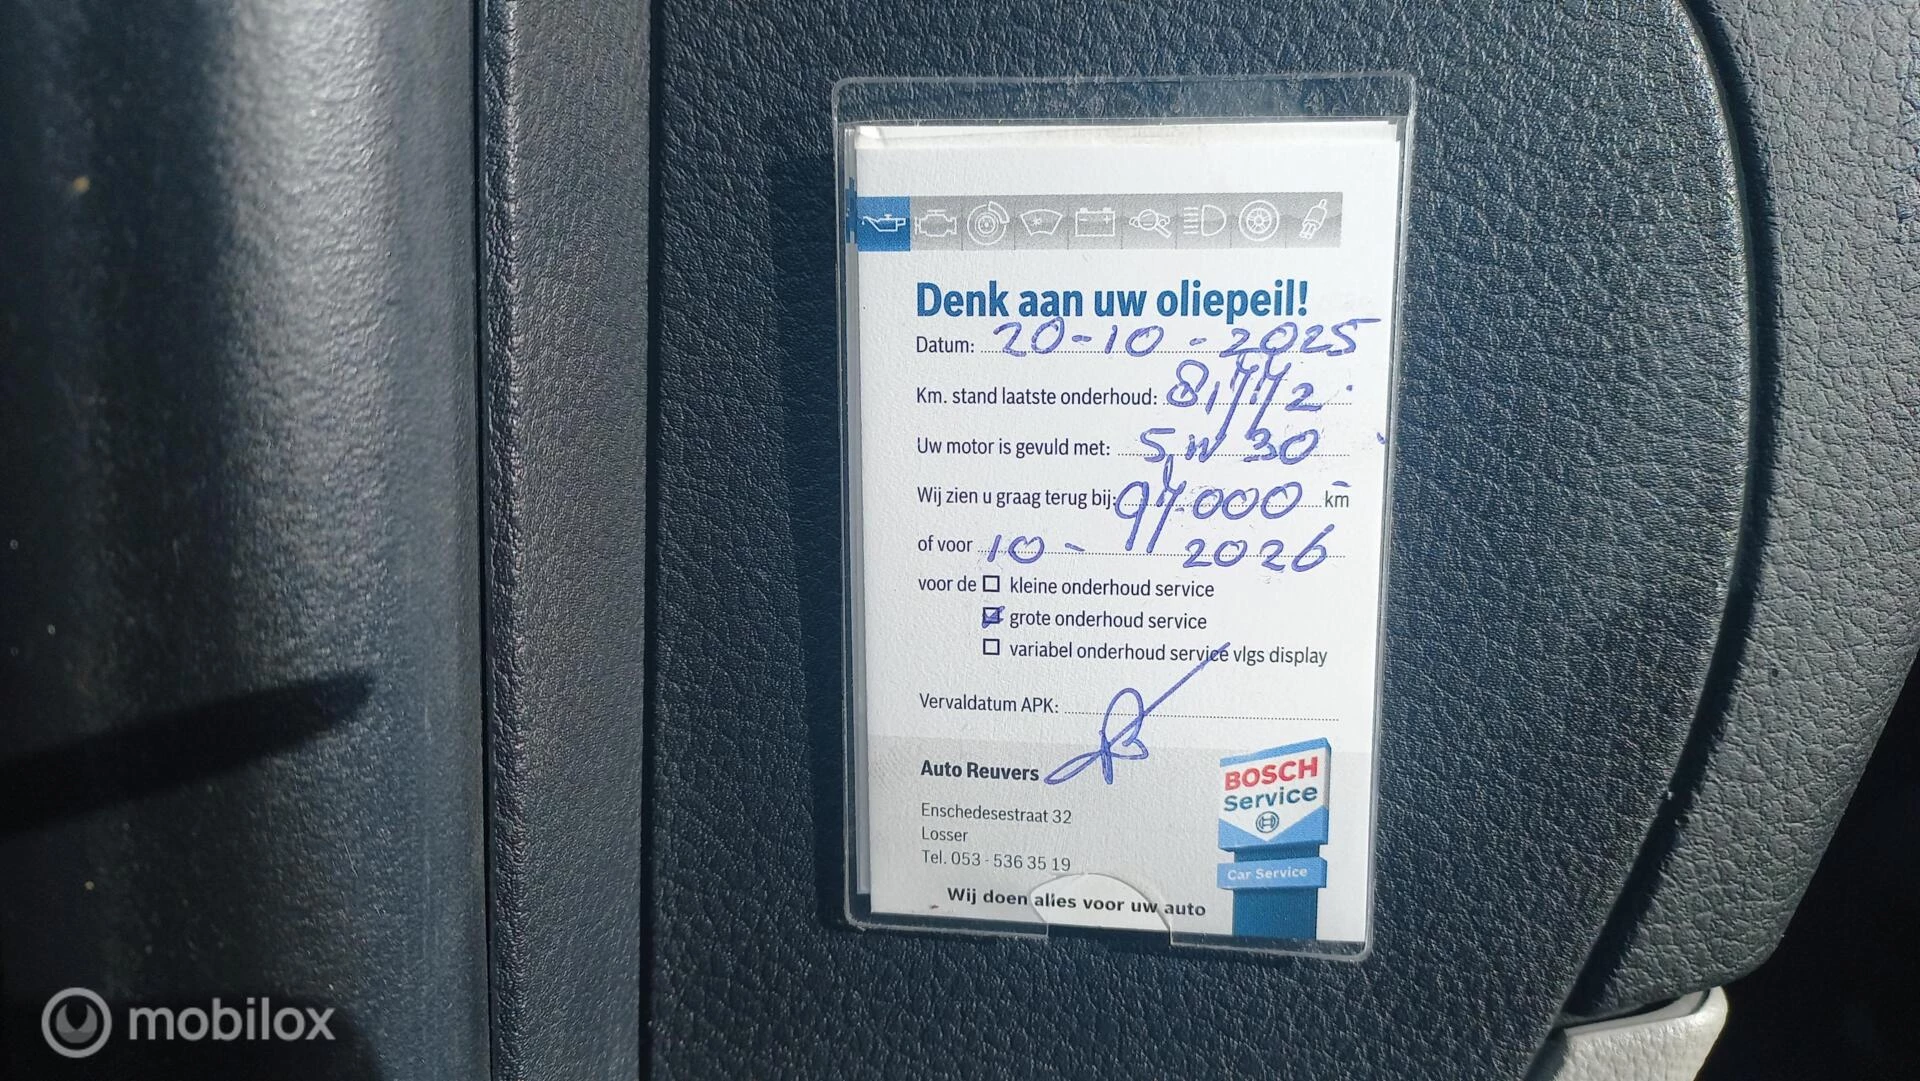 Denk aan uw oliepeil!
Datum: 20-10-2025
Km. stand laatste onderhoud: 81772
Uw motor is gevuld met: 5W30
Wij zien u graag terug bij: 97.000 km
of voor 10-2026
voor de kleine onderhoud service
grote onderhoud service
variabel onderhoud service vlgs display
Vervaldatum APK:
Auto Reuvers
Enschedesestraat 32
Losser
Tel. 053 - 536 35 19
Wij doen alles voor uw auto
BOSCH
Service
Car Service
mobilox